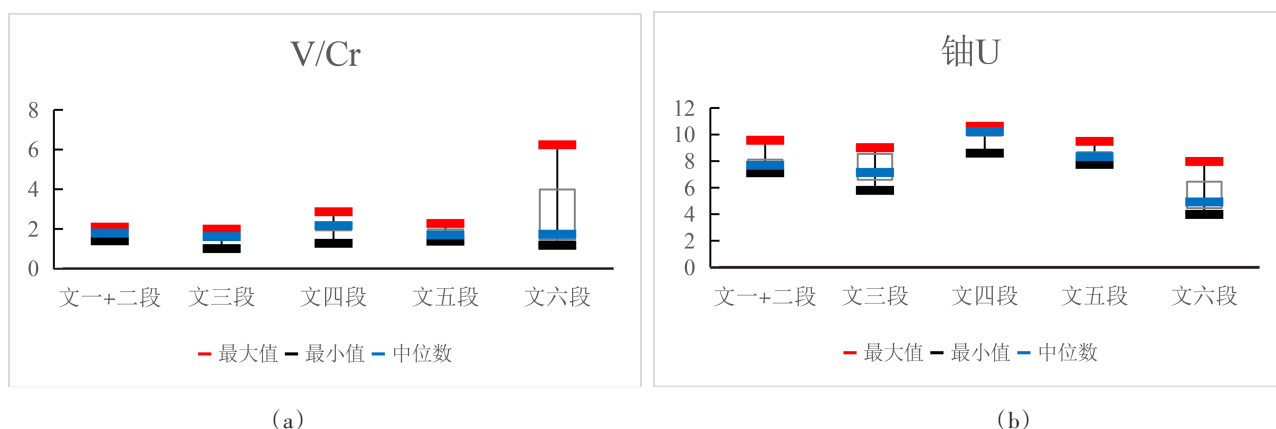 V/Cr
8
6
4
2
0
文一+二段 文三段 文四段 文五段 文六段
最大值 最小值 中位数
(a)
铀U
12
10
8
6
4
2
0
文一+二段 文三段 文四段 文五段 文六段
最大值 最小值 中位数
(b)